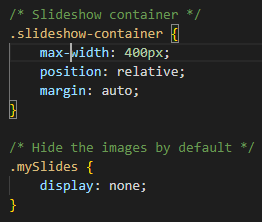 /* Slideshow container */
.slideshow-container {
    max-width: 400px;
    position: relative;
    margin: auto;
}

/* Hide the images by default */
.mySlides {
    display: none;
}